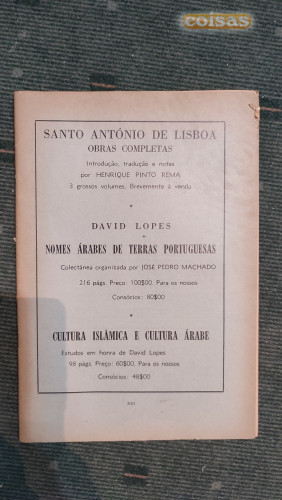 coisas
SANTO ANTÓNIO DE LISBOA
OBRAS COMPLETAS
Introdução, tradução e notas
por HENRIQUE PINTO REMA
3 grossos volumes. Brevemente à venda
DAVID LOPES
NOMES ÁRABES DE TERRAS PORTUGUESAS
Colectânea organizada por JOSÉ PEDRO MACHADO
216 págs. Preço: 100$00. Para os nossos
Consórcios: 80$00
CULTURA ISLÂMICA E CULTURA ÁRABE
Estudos em honra de David Lopes
98 págs. Preço: 60$00. Para os nossos
Consórcios: 48$00